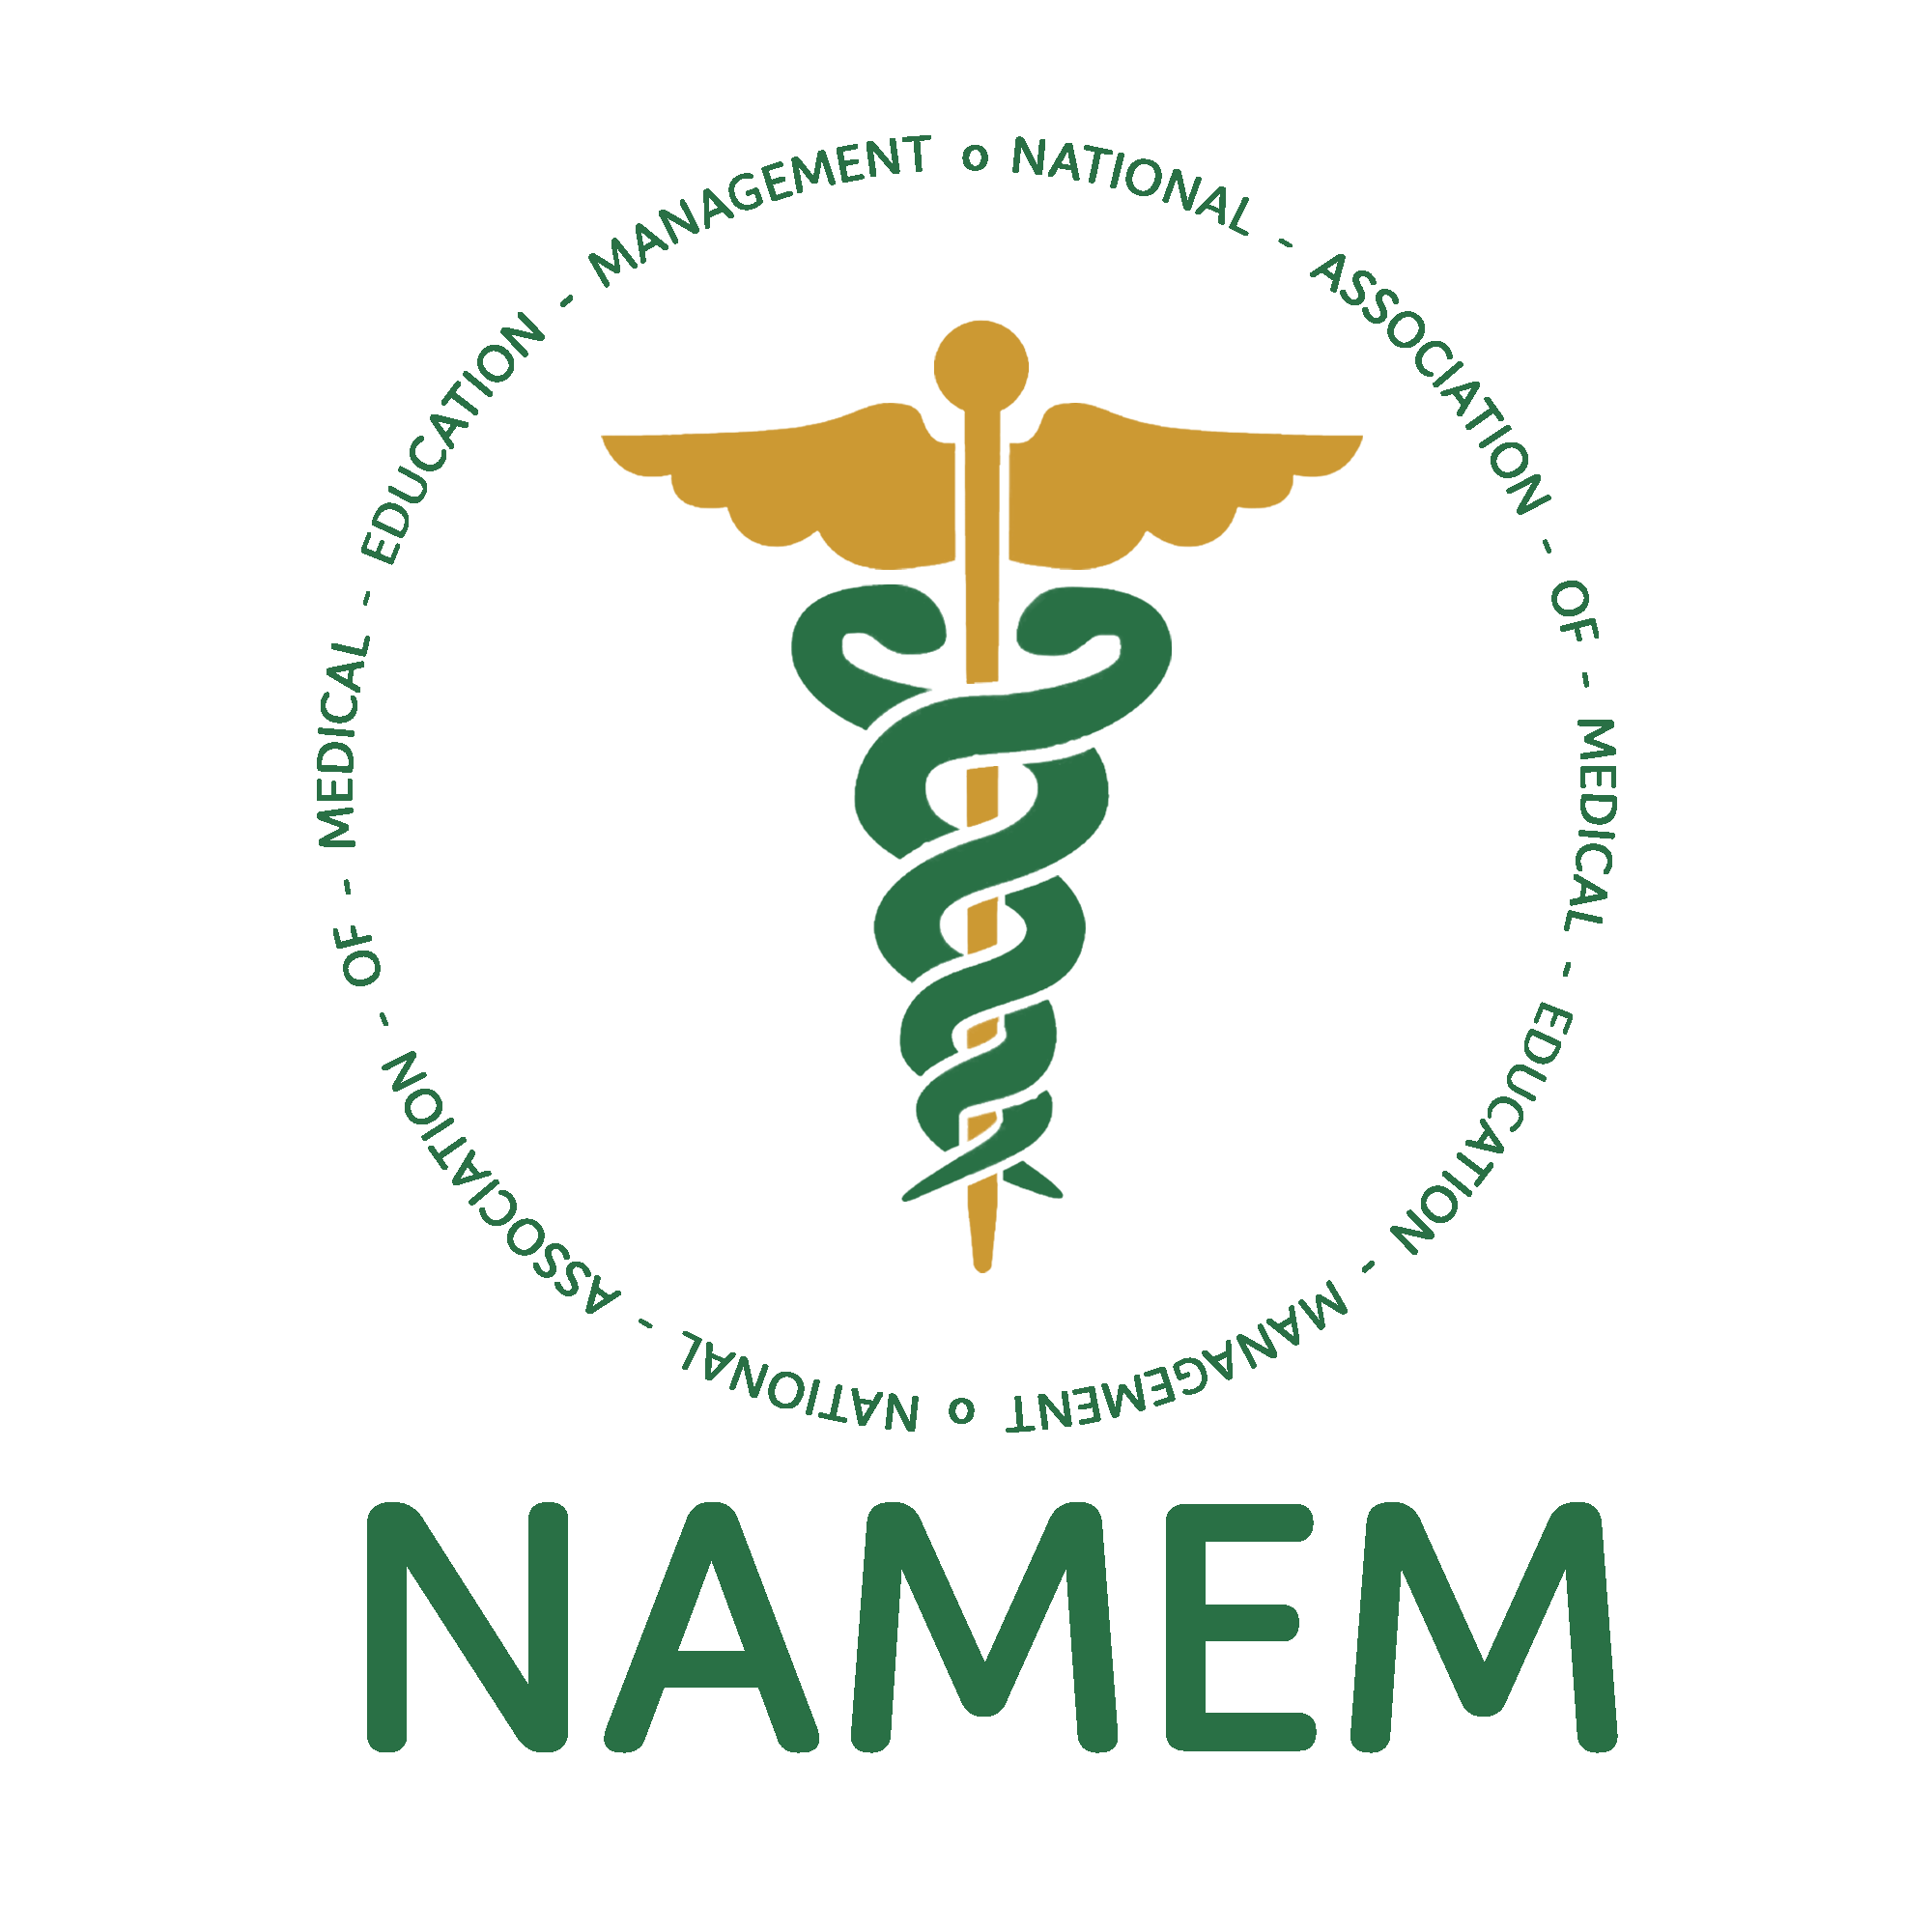 NATIONAL - ASSOCIATION - OF - MEDICAL - EDUCATION - MANAGEMENT o NATIONAL - ASSOCIATION - OF - MEDICAL - EDUCATION - MANAGEMENT o
NAMEM